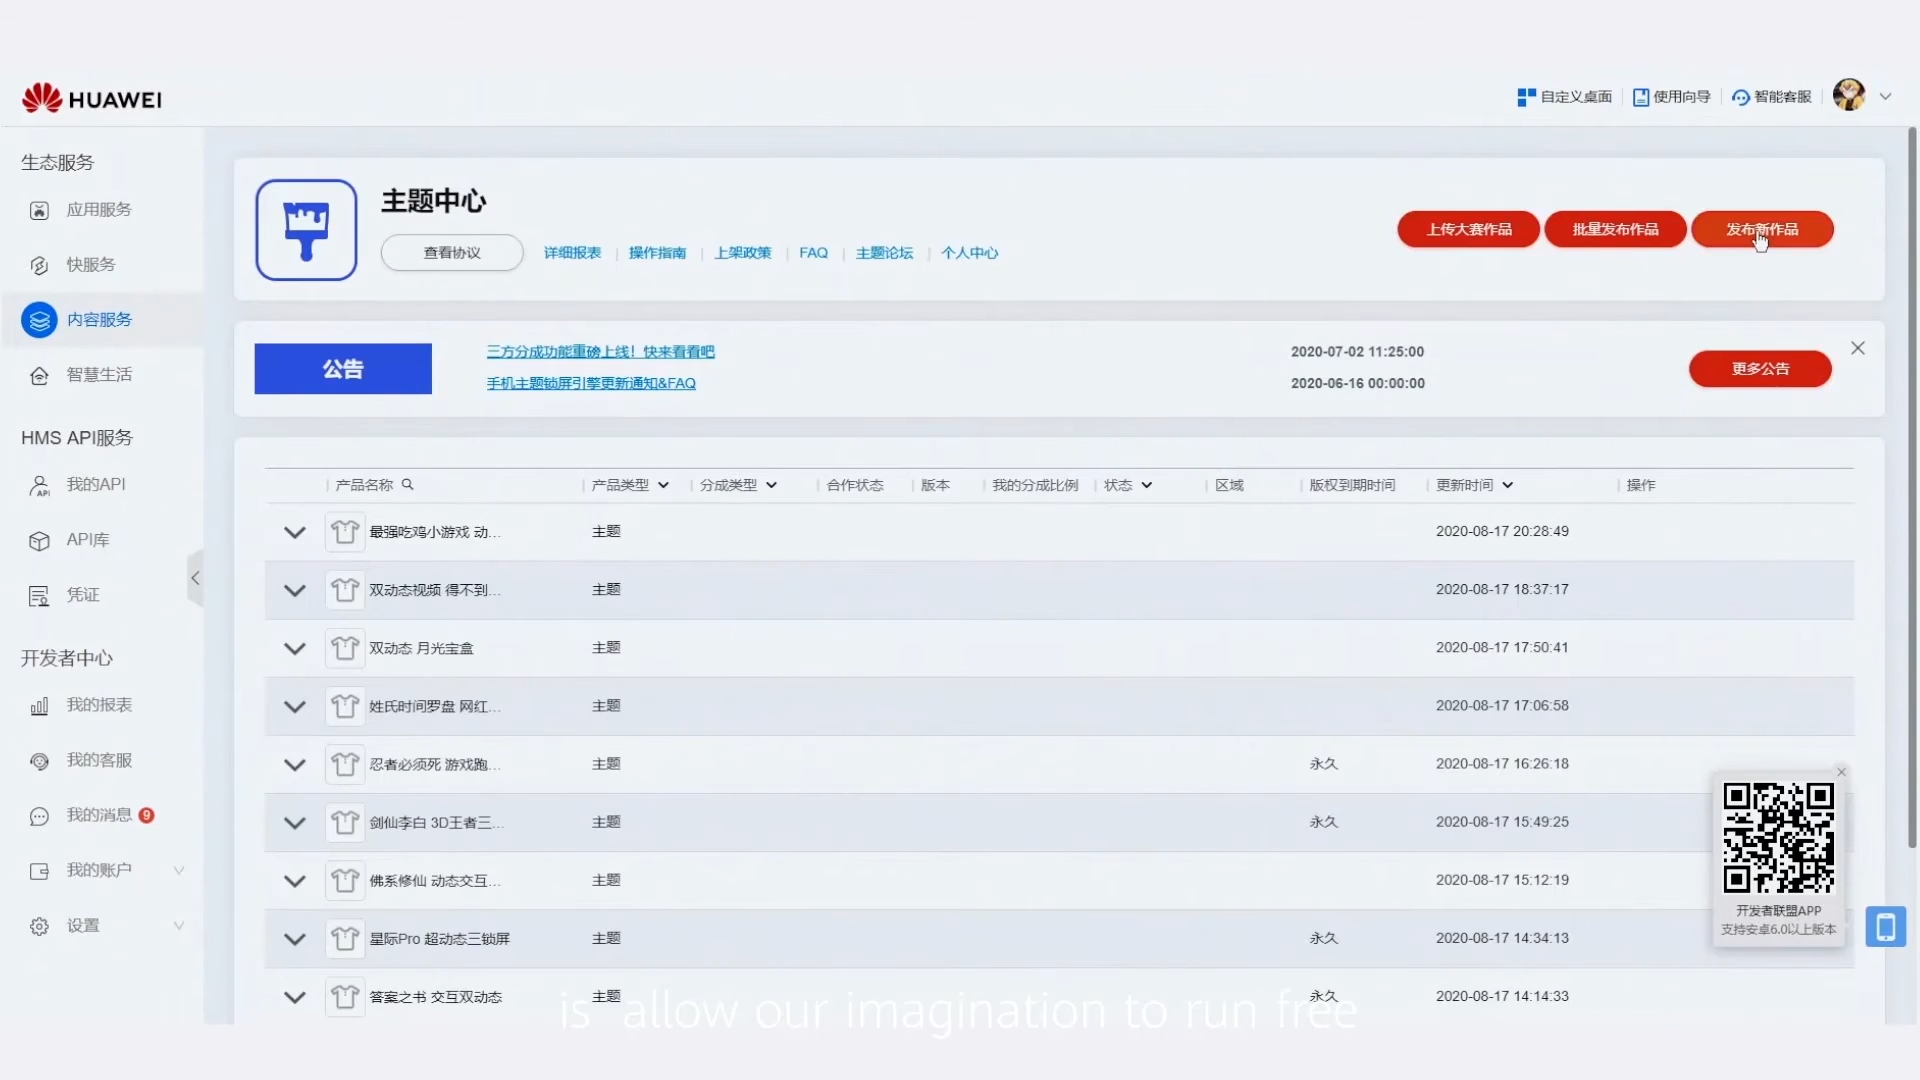 HUAWEI
自定义桌面
使用向导
智能客服
生态服务
应用服务
快服务
内容服务
智慧生活
HMS API服务
我的API
API库
凭证
开发者中心
我的报表
我的客服
我的消息 9
我的账户
设置
主题中心
查看协议
详细报表 | 操作指南 | 上架政策 | FAQ | 主题论坛 | 个人中心
上传大赛作品
批量发布作品
发布新作品
公告
三方分成功能重磅上线！快来看看吧 2020-07-02 11:25:00
手机主题锁屏引擎更新通知&FAQ 2020-06-16 00:00:00
更多公告
产品名称 产品类型 分成类型 合作状态 版本 我的分成比例 状态 区域 版权到期时间 更新时间 操作
最强吃鸡小游戏 动... 主题 2020-08-17 20:28:49
双动态视频 得不到... 主题 2020-08-17 18:37:17
双动态 月光宝盒 主题 2020-08-17 17:50:41
姓氏时间罗盘 网红... 主题 2020-08-17 17:06:58
忍者必须死 游戏跑... 主题 永久 2020-08-17 16:26:18
剑仙李白 3D王者三... 主题 永久 2020-08-17 15:49:25
佛系修仙 动态交互... 主题 2020-08-17 15:12:19
星际Pro 超动态三锁屏 主题 永久 2020-08-17 14:34:13
答案之书 交互双动态 主题 永久 2020-08-17 14:14:33
开发者联盟APP
支持安卓6.0以上版本
is allow our imagination to run free